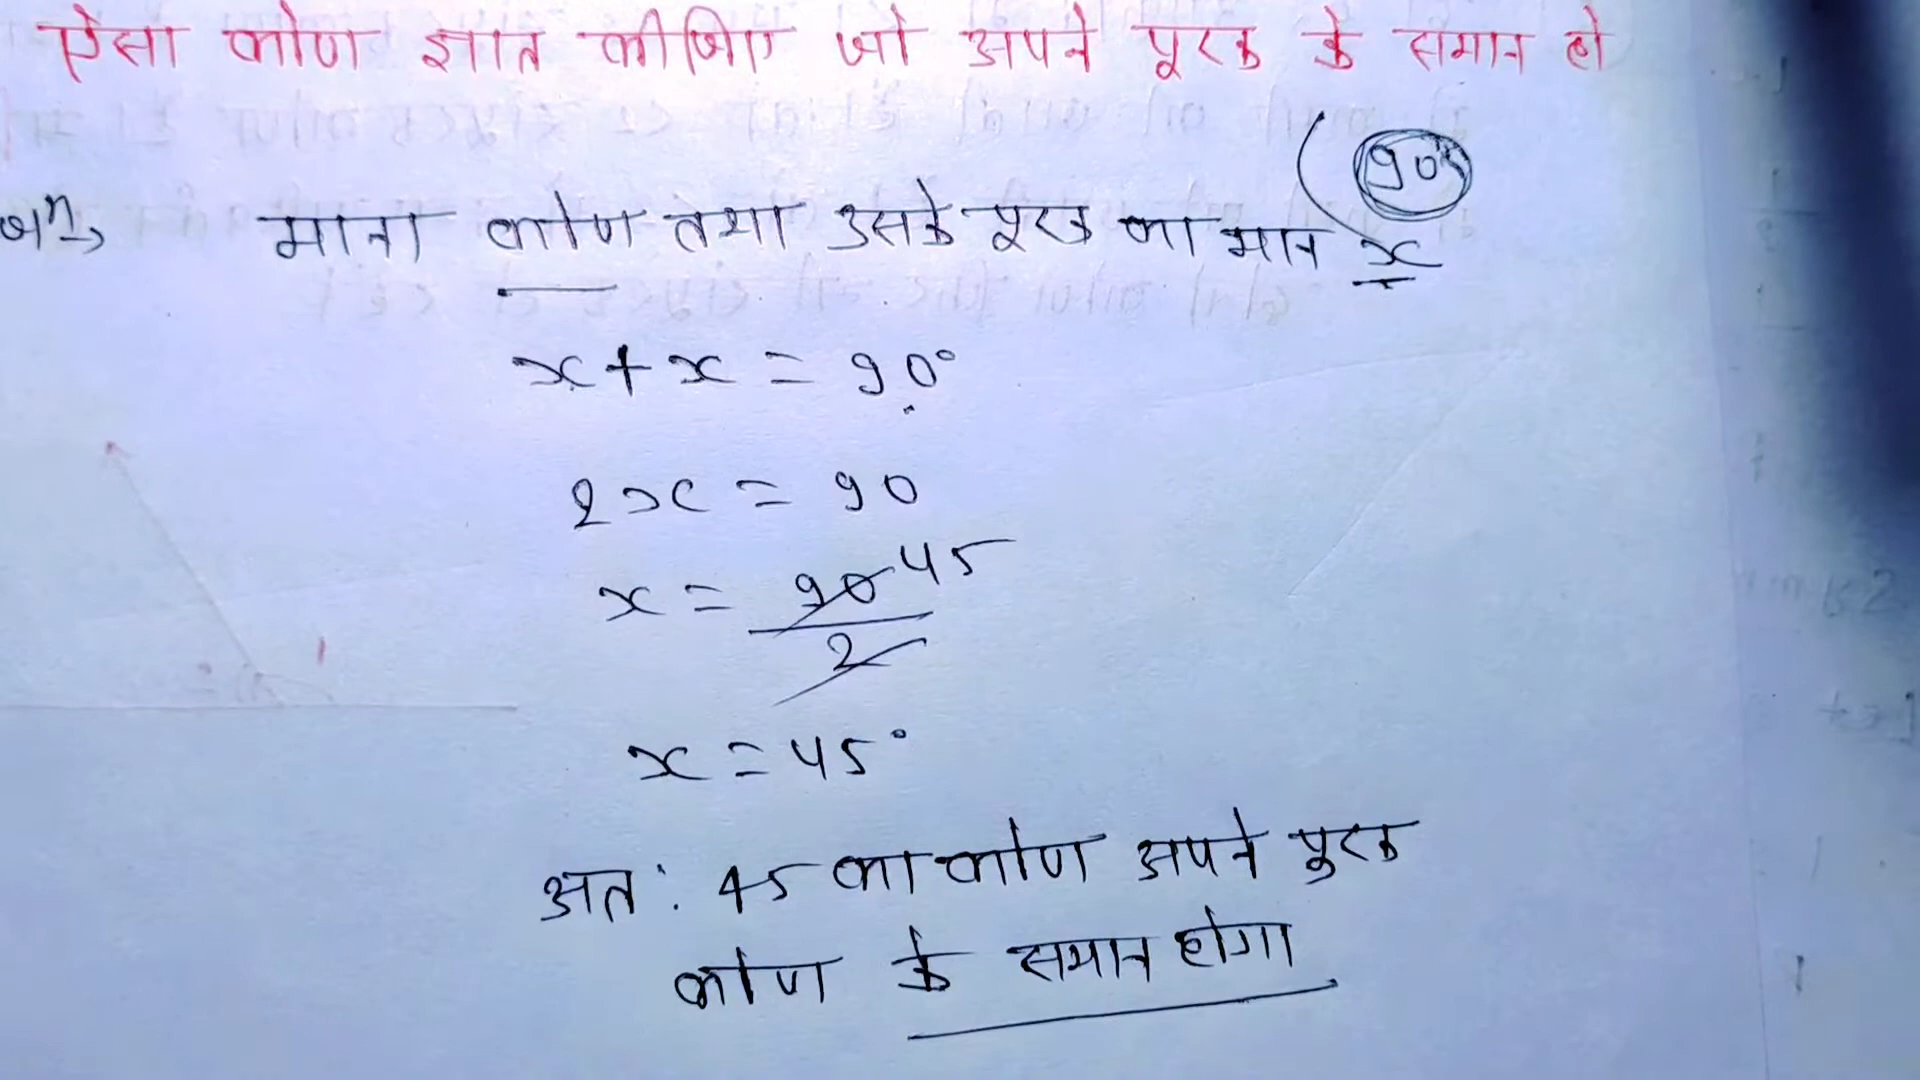 ऐसा कोण ज्ञात कीजिए जो अपने पूरक के समान हो
90°
माना कोण तथा उसके पूरक का मान x
x + x = 90°
2x = 90
x = 90/2 45
x = 45°
अत: 45 का कोण अपने पूरक
कोण के समान होगा